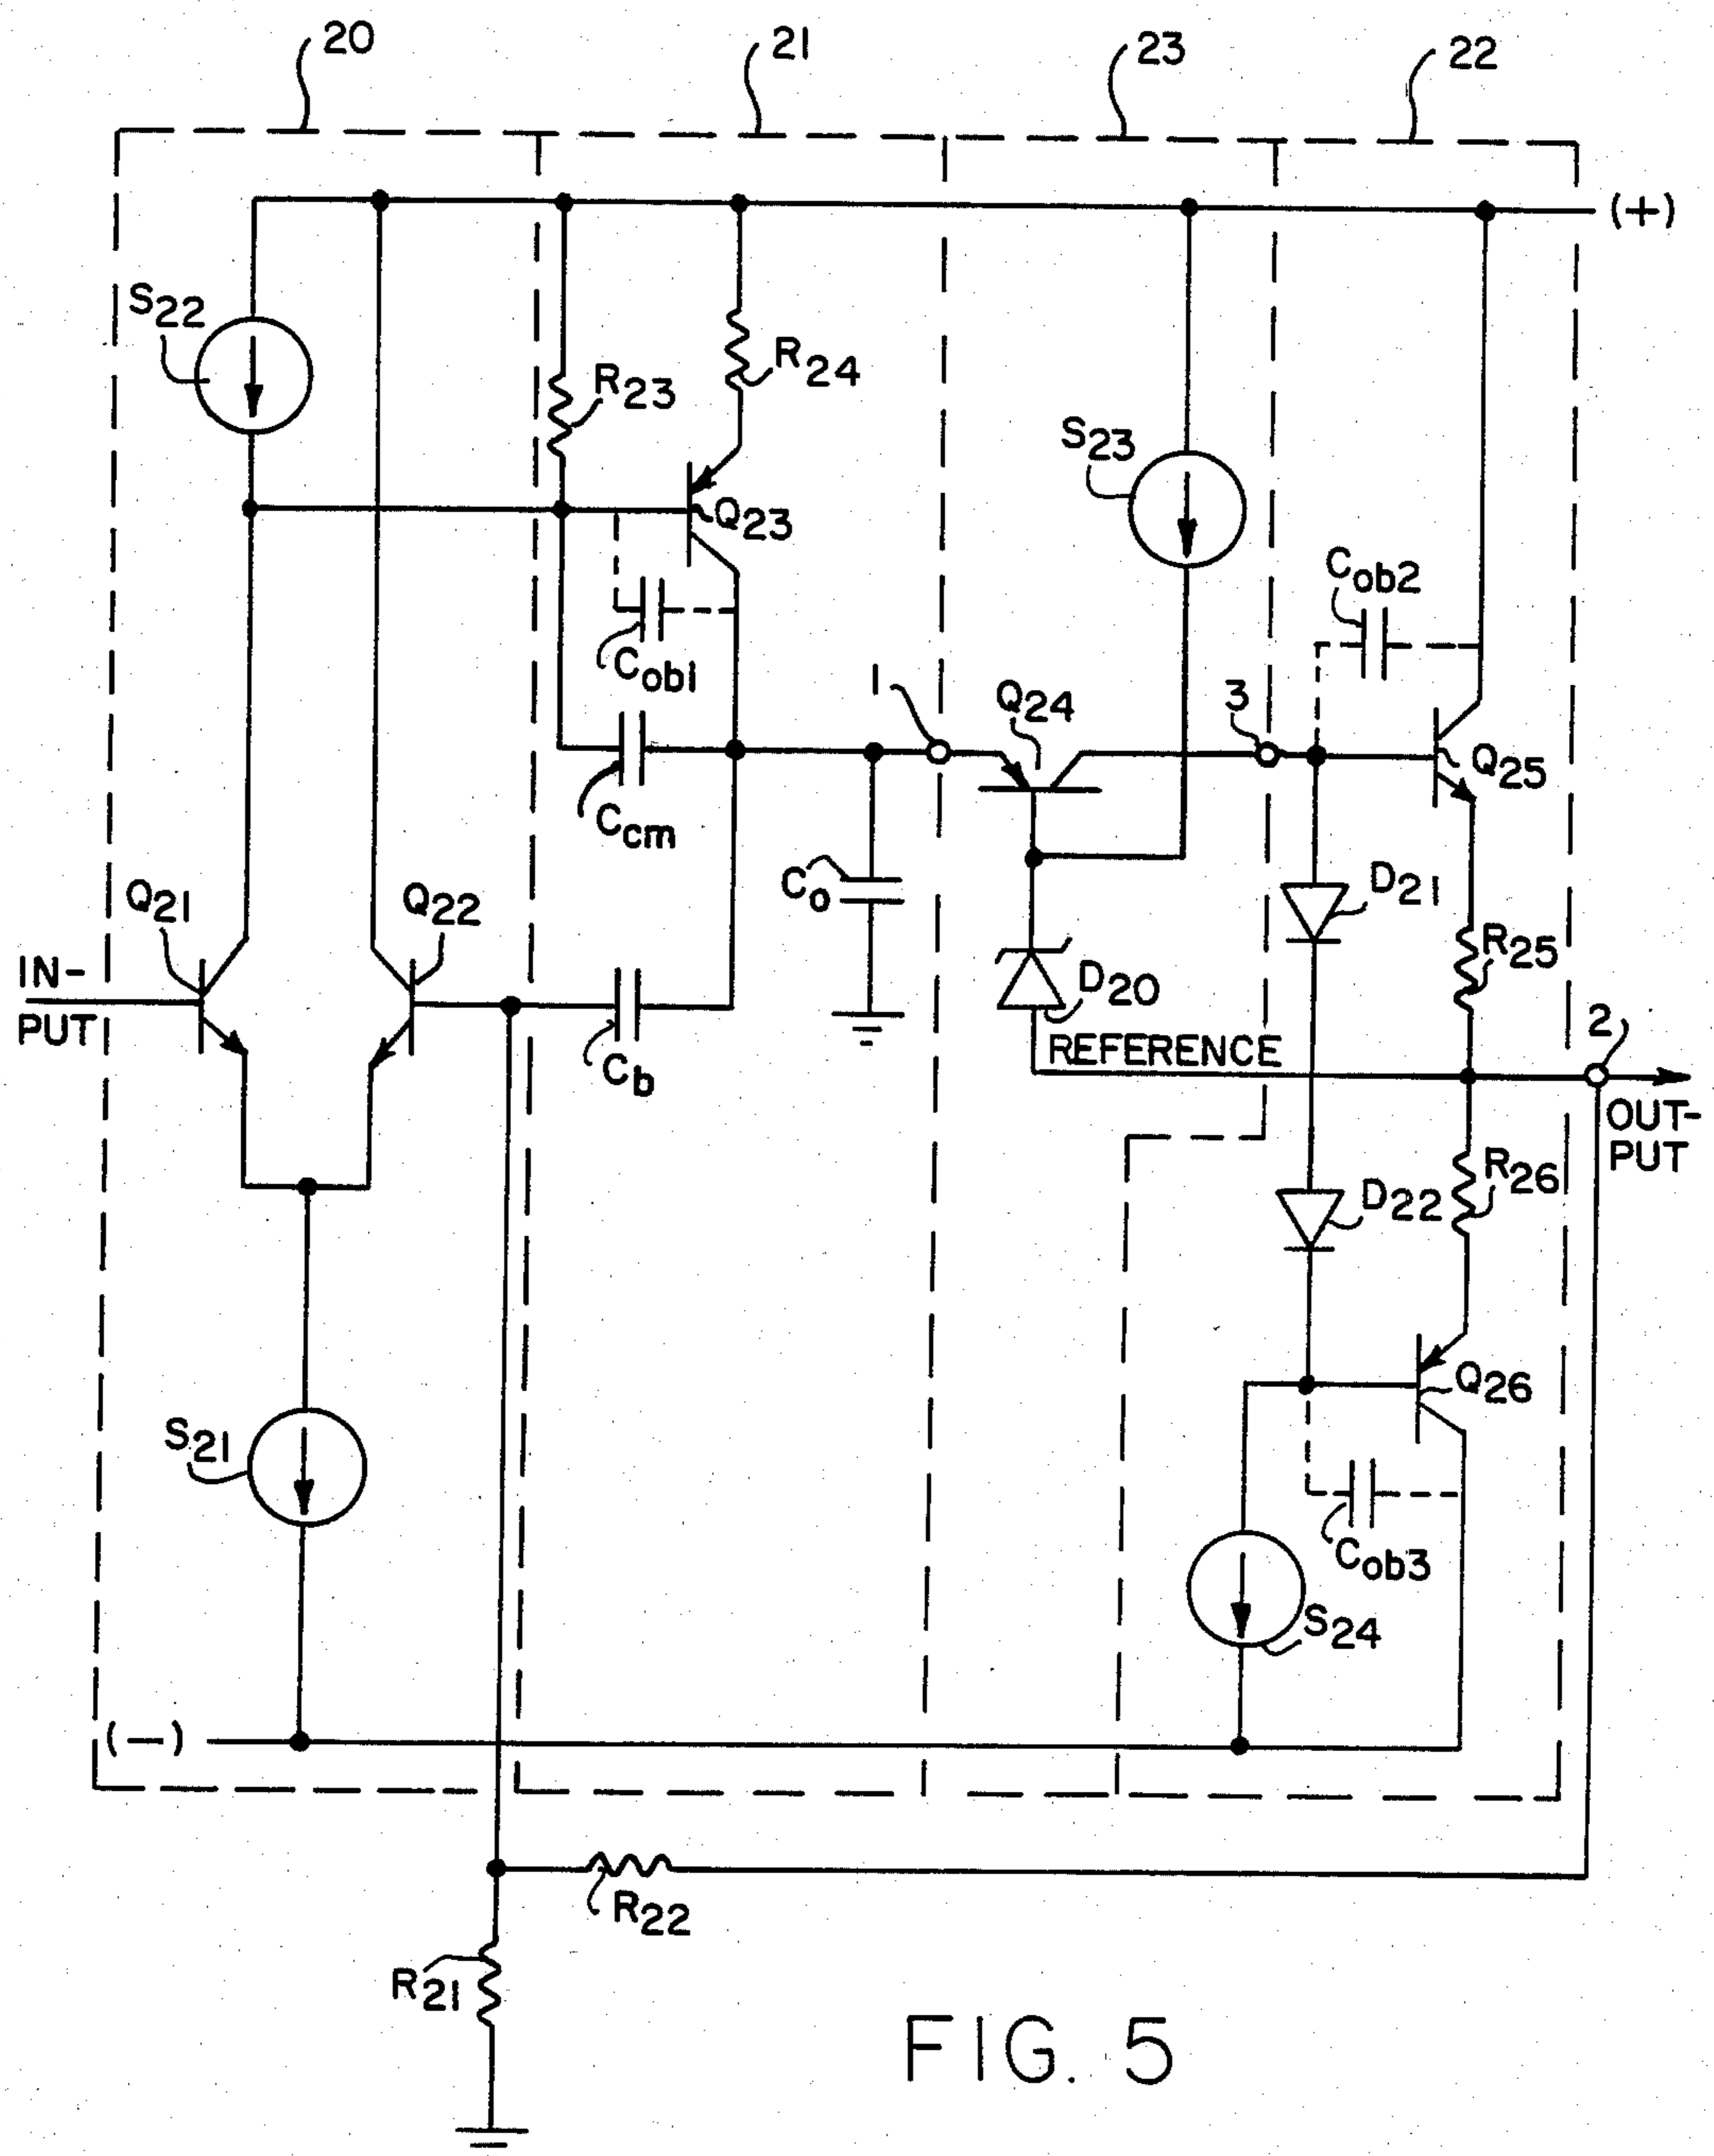 20
21
23
22
(+)
S22
R23
R24
S23
Q23
Cob1
Cob2
1
Q24
3
Q25
Ccm
Q21
Q22
Co
D21
R25
IN-
PUT
D20
Cb
REFERENCE
2
OUT-
PUT
R26
D22
Q26
S21
Cob3
S24
(—)
R22
R21
FIG. 5